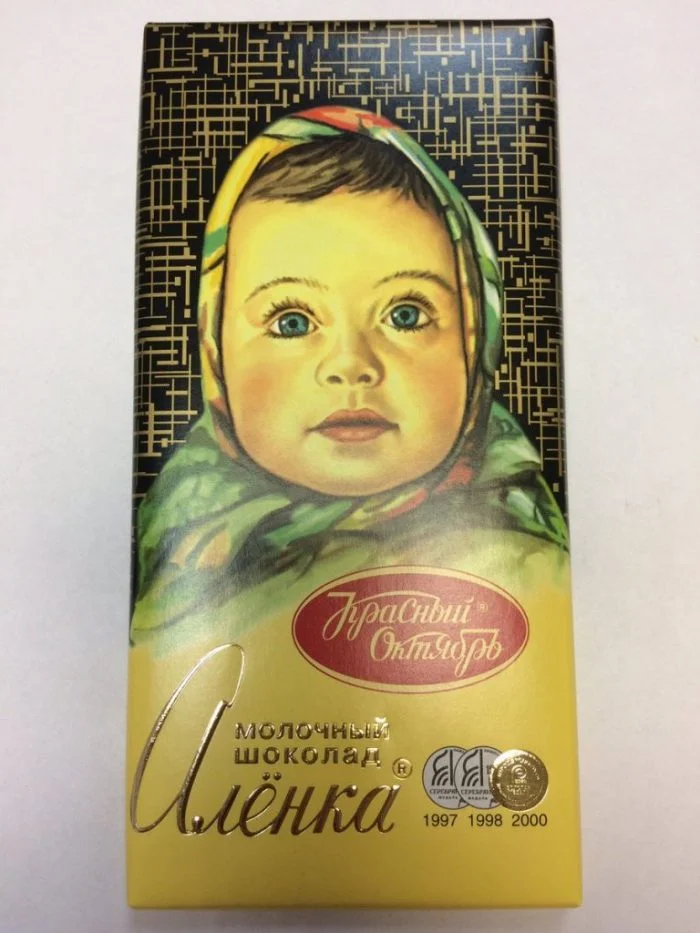 Красный®
Октябрь
МОЛОЧНЫЙ
ШОКОЛАД
Алёнка®
1997 1998 2000